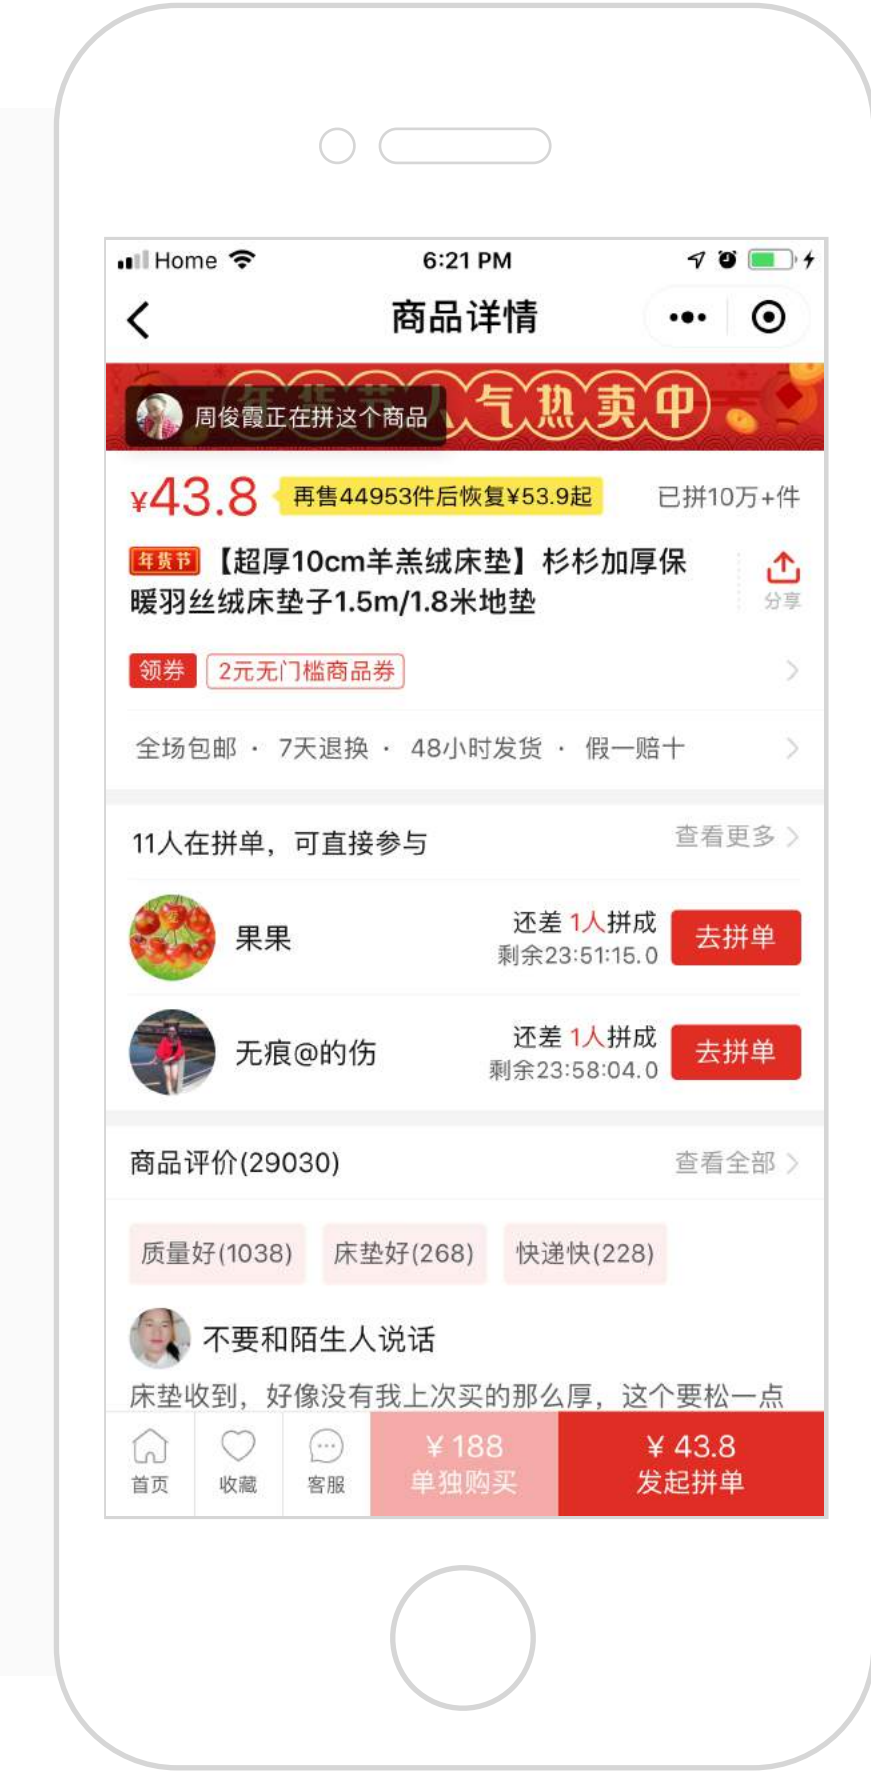 Home
6:21 PM
商品详情
年货节人气热卖中
周俊霞正在拼这个商品
¥43.8
再售44953件后恢复¥53.9起
已拼10万+件
年货节【超厚10cm羊羔绒床垫】杉杉加厚保
暖羽丝绒床垫子1.5m/1.8米地垫
分享
领券 2元无门槛商品券
全场包邮 · 7天退换 · 48小时发货 · 假一赔十
11人在拼单，可直接参与
查看更多
果果
还差 1人拼成
剩余23:51:15.0
去拼单
无痕@的伤
还差 1人拼成
剩余23:58:04.0
去拼单
商品评价(29030)
查看全部
质量好(1038) 床垫好(268) 快递快(228)
不要和陌生人说话
床垫收到，好像没有我上次买的那么厚，这个要松一点
首页
收藏
客服
¥ 188
单独购买
¥ 43.8
发起拼单